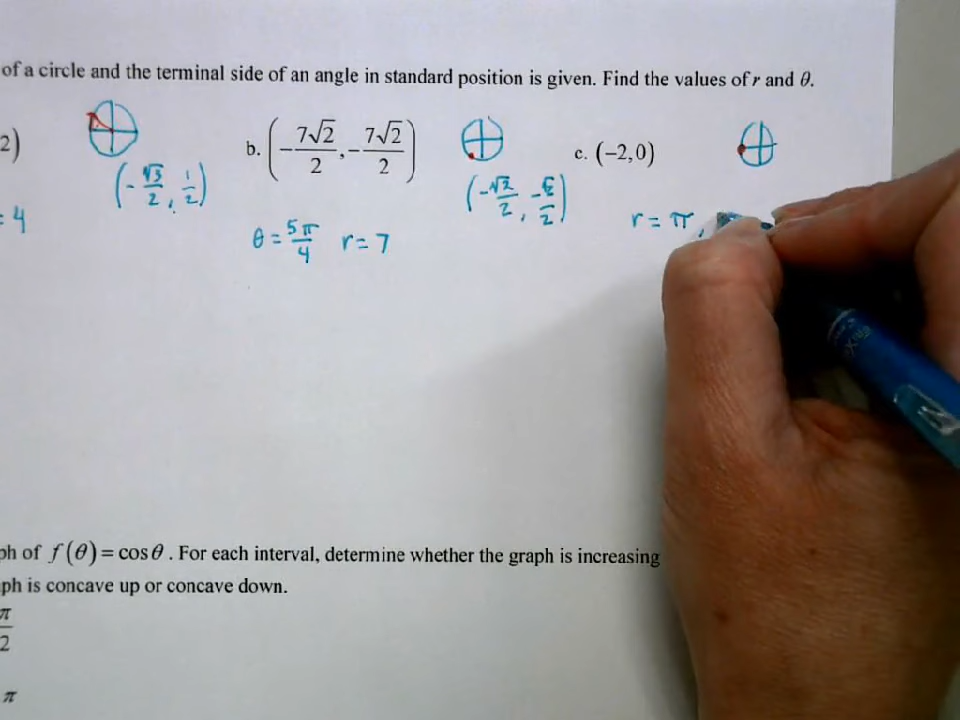 of a circle and the terminal side of an angle in standard position is given. Find the values of r and θ.
2)
b. (-7√2/2, -7√2/2)
c. (-2,0)
(-√3/2, 1/2)
(-√2/2, -√2/2)
= 4
θ = 5π/4 r = 7
r = π,
ph of f(θ) = cos θ. For each interval, determine whether the graph is increasing
ph is concave up or concave down.
π/2
π